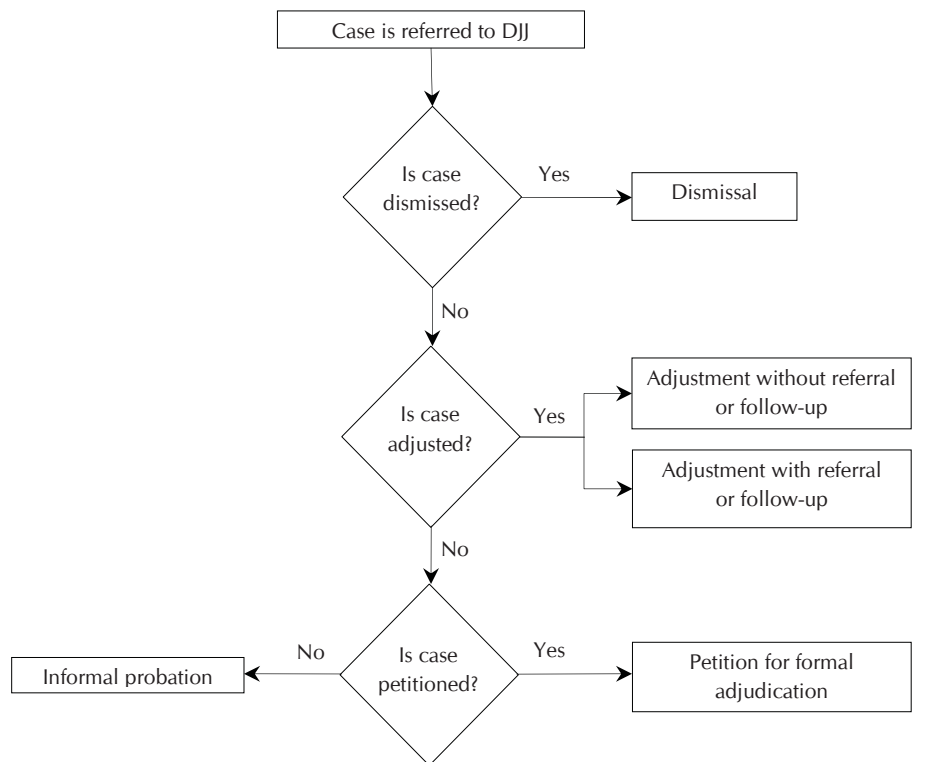 Case is referred to DJJ
Is case
dismissed?
Yes
Dismissal
No
Is case
adjusted?
Yes
Adjustment without referral
or follow-up
Adjustment with referral
or follow-up
No
Is case
petitioned?
No
Informal probation
Yes
Petition for formal
adjudication